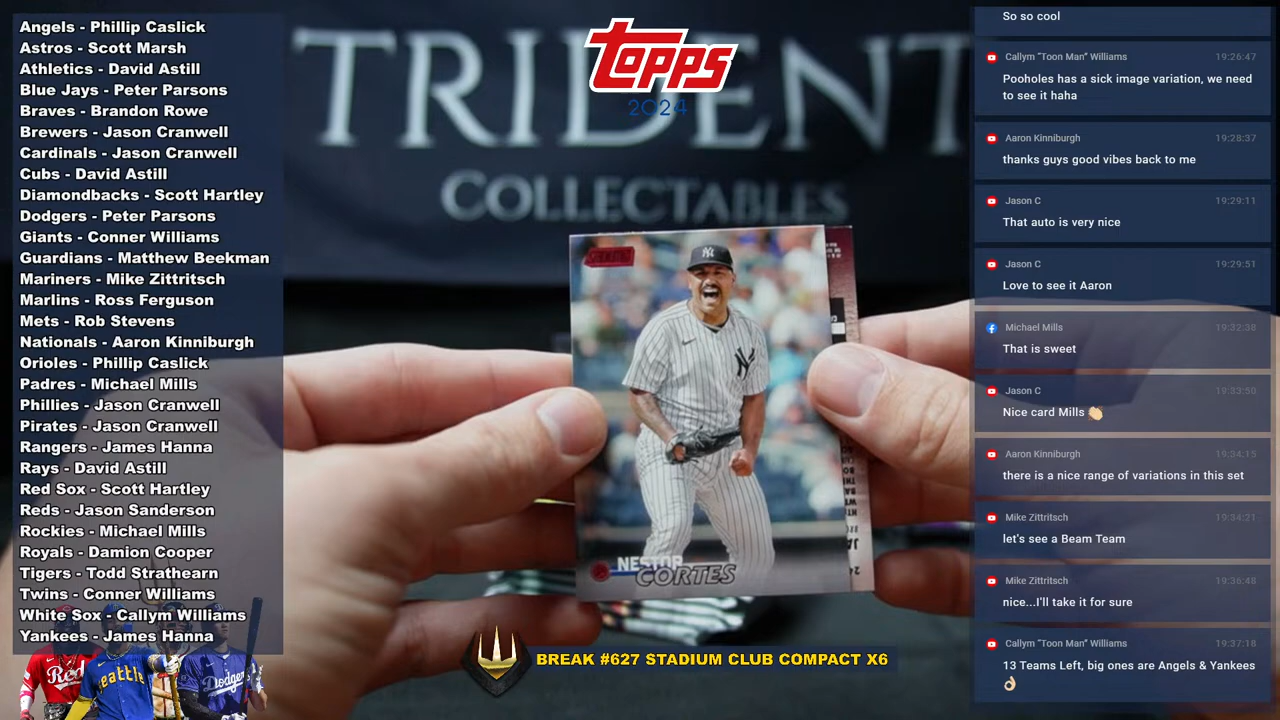 Angels - Phillip Caslick
Astros - Scott Marsh
Athletics - David Astill
Blue Jays - Peter Parsons
Braves - Brandon Rowe
Brewers - Jason Cranwell
Cardinals - Jason Cranwell
Cubs - David Astill
Diamondbacks - Scott Hartley
Dodgers - Peter Parsons
Giants - Conner Williams
Guardians - Matthew Beekman
Mariners - Mike Zittritsch
Marlins - Ross Ferguson
Mets - Rob Stevens
Nationals - Aaron Kinniburgh
Orioles - Phillip Caslick
Padres - Michael Mills
Phillies - Jason Cranwell
Pirates - Jason Cranwell
Rangers - James Hanna
Rays - David Astill
Red Sox - Scott Hartley
Reds - Jason Sanderson
Rockies - Michael Mills
Royals - Damion Cooper
Tigers - Todd Strathearn
Twins - Conner Williams
White Sox - Callym Williams
Yankees - James Hanna
Seattle
Dodgers
topps
2024
TRIDENT
COLLECTABLES
NY
NESTOR
CORTES
BREAK #627 STADIUM CLUB COMPACT X6
So so cool
Callym "Toon Man" Williams 19:26:47
Pooholes has a sick image variation, we need
to see it haha
Aaron Kinniburgh 19:28:37
thanks guys good vibes back to me
Jason C 19:29:11
That auto is very nice
Jason C 19:29:51
Love to see it Aaron
Michael Mills 19:32:38
That is sweet
Jason C 19:33:50
Nice card Mills 👏🏼
Aaron Kinniburgh 19:34:15
there is a nice range of variations in this set
Mike Zittritsch 19:34:21
let's see a Beam Team
Mike Zittritsch 19:36:48
nice...I'll take it for sure
Callym "Toon Man" Williams 19:37:18
13 Teams Left, big ones are Angels & Yankees
👌🏼